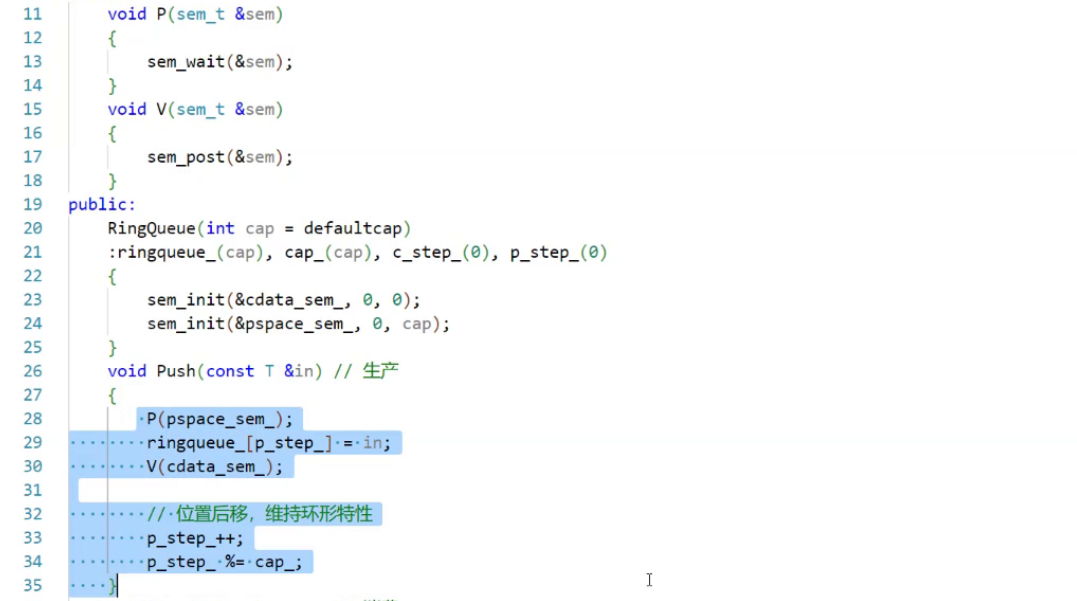 11 void P(sem_t &sem)
12 {
13 sem_wait(&sem);
14 }
15 void V(sem_t &sem)
16 {
17 sem_post(&sem);
18 }
19 public:
20 RingQueue(int cap = defaultcap)
21 :ringqueue_(cap), cap_(cap), c_step_(0), p_step_(0)
22 {
23 sem_init(&cdata_sem_, 0, 0);
24 sem_init(&pspace_sem_, 0, cap);
25 }
26 void Push(const T &in) // 生产
27 {
28 P(pspace_sem_);
29 ringqueue_[p_step_] = in;
30 V(cdata_sem_);
31
32 // 位置后移，维持环形特性
33 p_step_++;
34 p_step_ %= cap_;
35 }